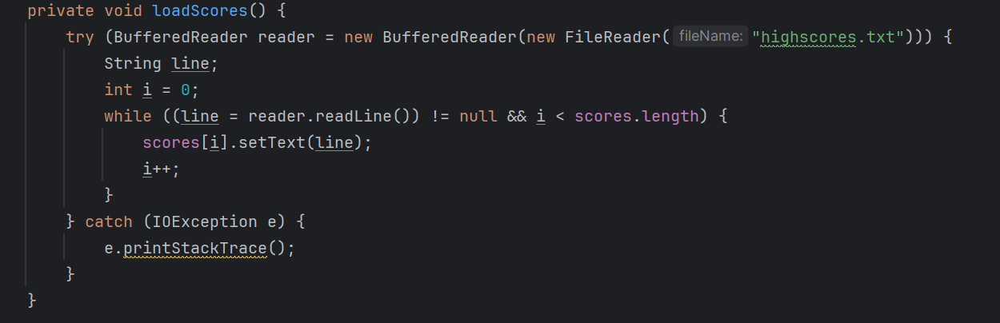 private void loadScores() {
try (BufferedReader reader = new BufferedReader(new FileReader( fileName: "highscores.txt"))) {
String line;
int i = 0;
while ((line = reader.readLine()) != null && i < scores.length) {
scores[i].setText(line);
i++;
}
} catch (IOException e) {
e.printStackTrace();
}
}